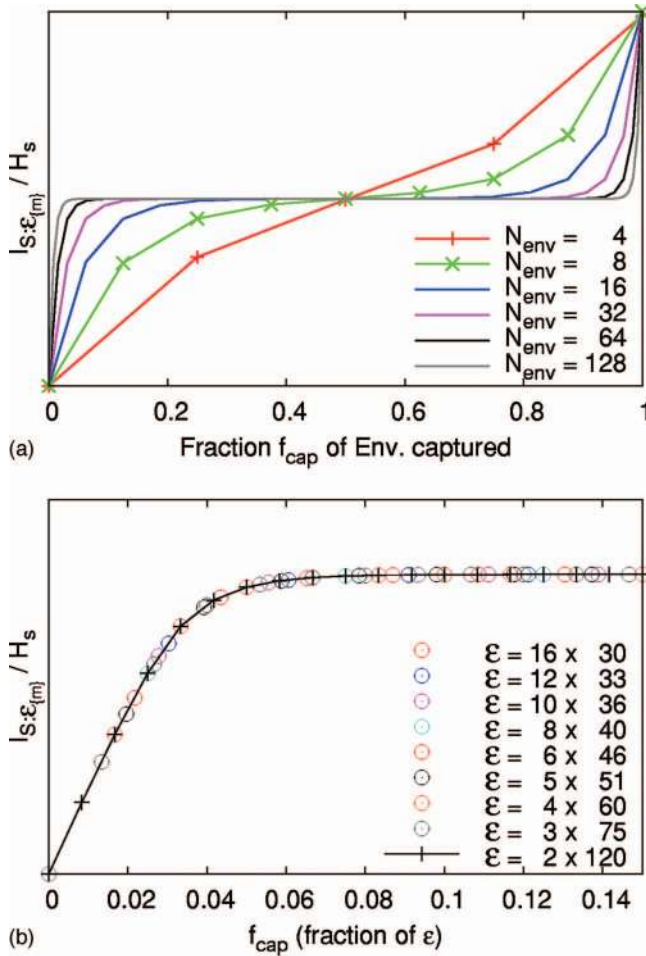 I_{S:ε_{m}} / H_S
N_env = 4
N_env = 8
N_env = 16
N_env = 32
N_env = 64
N_env = 128
0 0.2 0.4 0.6 0.8 1
(a) Fraction f_cap of Env. captured
I_{S:ε_{m}} / H_S
ε = 16 x 30
ε = 12 x 33
ε = 10 x 36
ε = 8 x 40
ε = 6 x 46
ε = 5 x 51
ε = 4 x 60
ε = 3 x 75
ε = 2 x 120
0 0.02 0.04 0.06 0.08 0.1 0.12 0.14
(b) f_cap (fraction of ε)